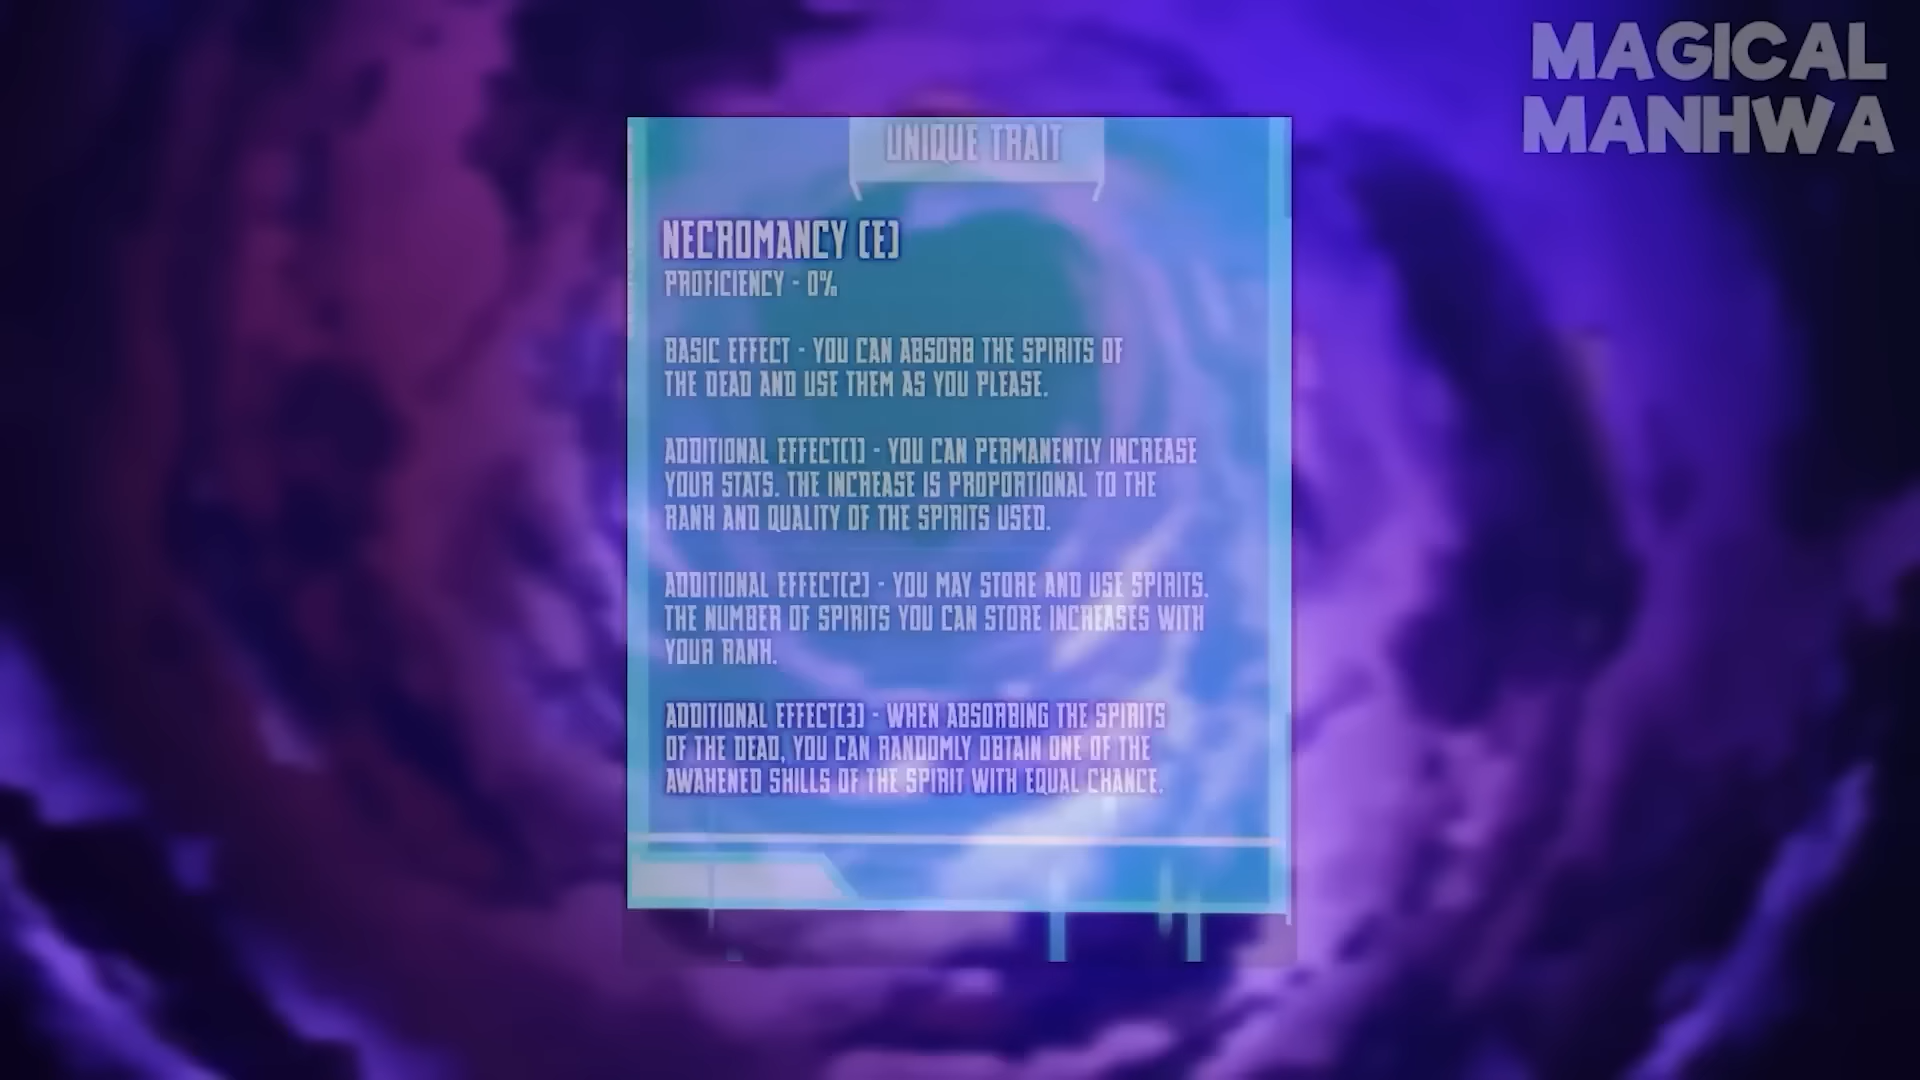 MAGICAL
MANHWA
UNIQUE TRAIT
NECROMANCY [E]
PROFICIENCY - 0%
BASIC EFFECT - YOU CAN ABSORB THE SPIRITS OF
THE DEAD AND USE THEM AS YOU PLEASE.
ADDITIONAL EFFECT[1] - YOU CAN PERMANENTLY INCREASE
YOUR STATS. THE INCREASE IS PROPORTIONAL TO THE
RANK AND QUALITY OF THE SPIRITS USED.
ADDITIONAL EFFECT[2] - YOU MAY STORE AND USE SPIRITS.
THE NUMBER OF SPIRITS YOU CAN STORE INCREASES WITH
YOUR RANK.
ADDITIONAL EFFECT[3] - WHEN ABSORBING THE SPIRITS
OF THE DEAD, YOU CAN RANDOMLY OBTAIN ONE OF THE
AWAKENED SKILLS OF THE SPIRIT WITH EQUAL CHANCE.